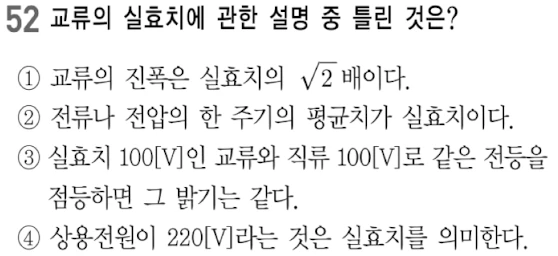 52 교류의 실효치에 관한 설명 중 틀린 것은?
① 교류의 진폭은 실효치의 √2 배이다.
② 전류나 전압의 한 주기의 평균치가 실효치이다.
③ 실효치 100[V]인 교류와 직류 100[V]로 같은 전등을
점등하면 그 밝기는 같다.
④ 상용전원이 220[V]라는 것은 실효치를 의미한다.